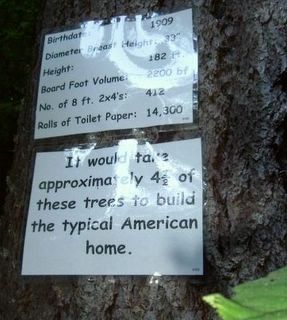 Birthdate: 1909
Diameter Breast Height: 33"
Height: 182 ft.
Board Foot Volume: 2200 bf
No. of 8 ft. 2x4's: 412
Rolls of Toilet Paper: 14,300
It would take
approximately 4½ of
these trees to build
the typical American
home.